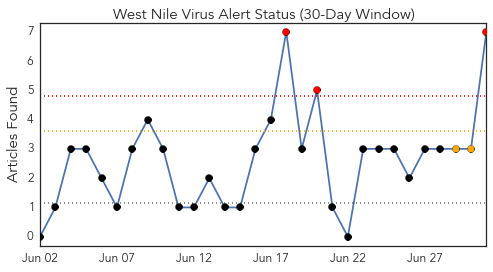 West Nile Virus Alert Status (30-Day Window)
Articles Found
7
6
5
4
3
2
1
0
Jun 02 Jun 07 Jun 12 Jun 17 Jun 22 Jun 27